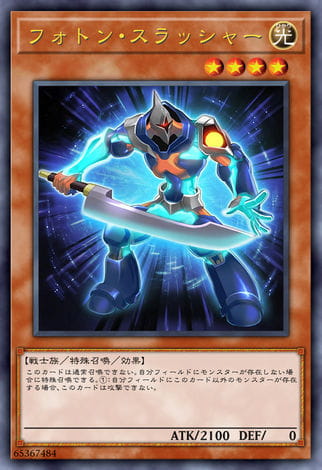 フォトン・スラッシャー 光
【戦士族／特殊召喚／効果】
このカードは通常召喚できない。自分フィールドにモンスターが存在しない場
合に特殊召喚できる。①：自分フィールドにこのカード以外のモンスターが存在
する場合、このカードは攻撃できない。
ATK/2100 DEF/ 0
65367484